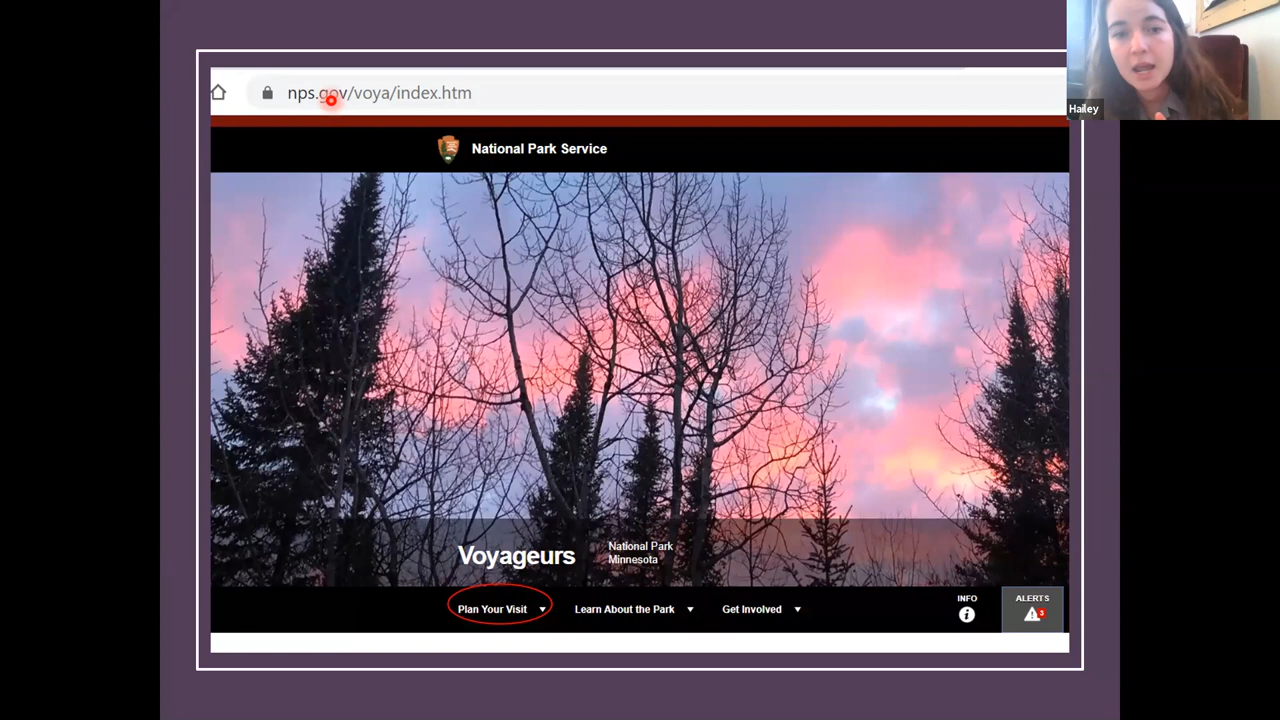 nps.gov/voya/index.htm
Hailey
National Park Service
Voyageurs
National Park
Minnesota
Plan Your Visit
Learn About the Park
Get Involved
INFO
ALERTS
3